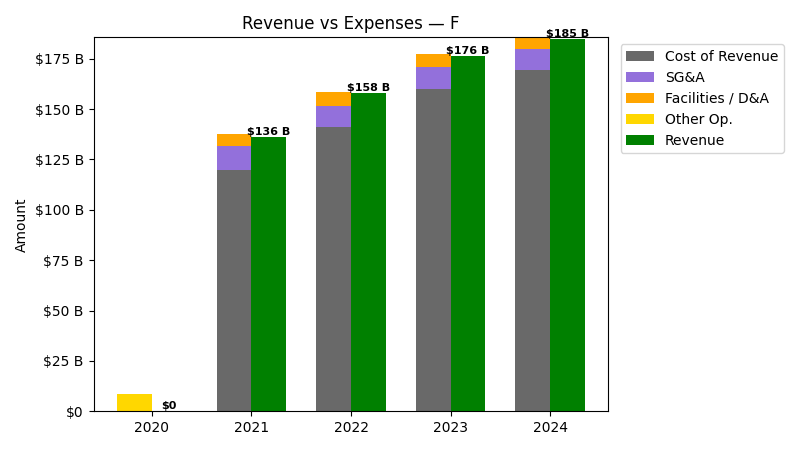 Revenue vs Expenses — F
Amount
$175 B
$150 B
$125 B
$100 B
$75 B
$50 B
$25 B
$0
$0
$136 B
$158 B
$176 B
$185 B
2020
2021
2022
2023
2024
Cost of Revenue
SG&A
Facilities / D&A
Other Op.
Revenue